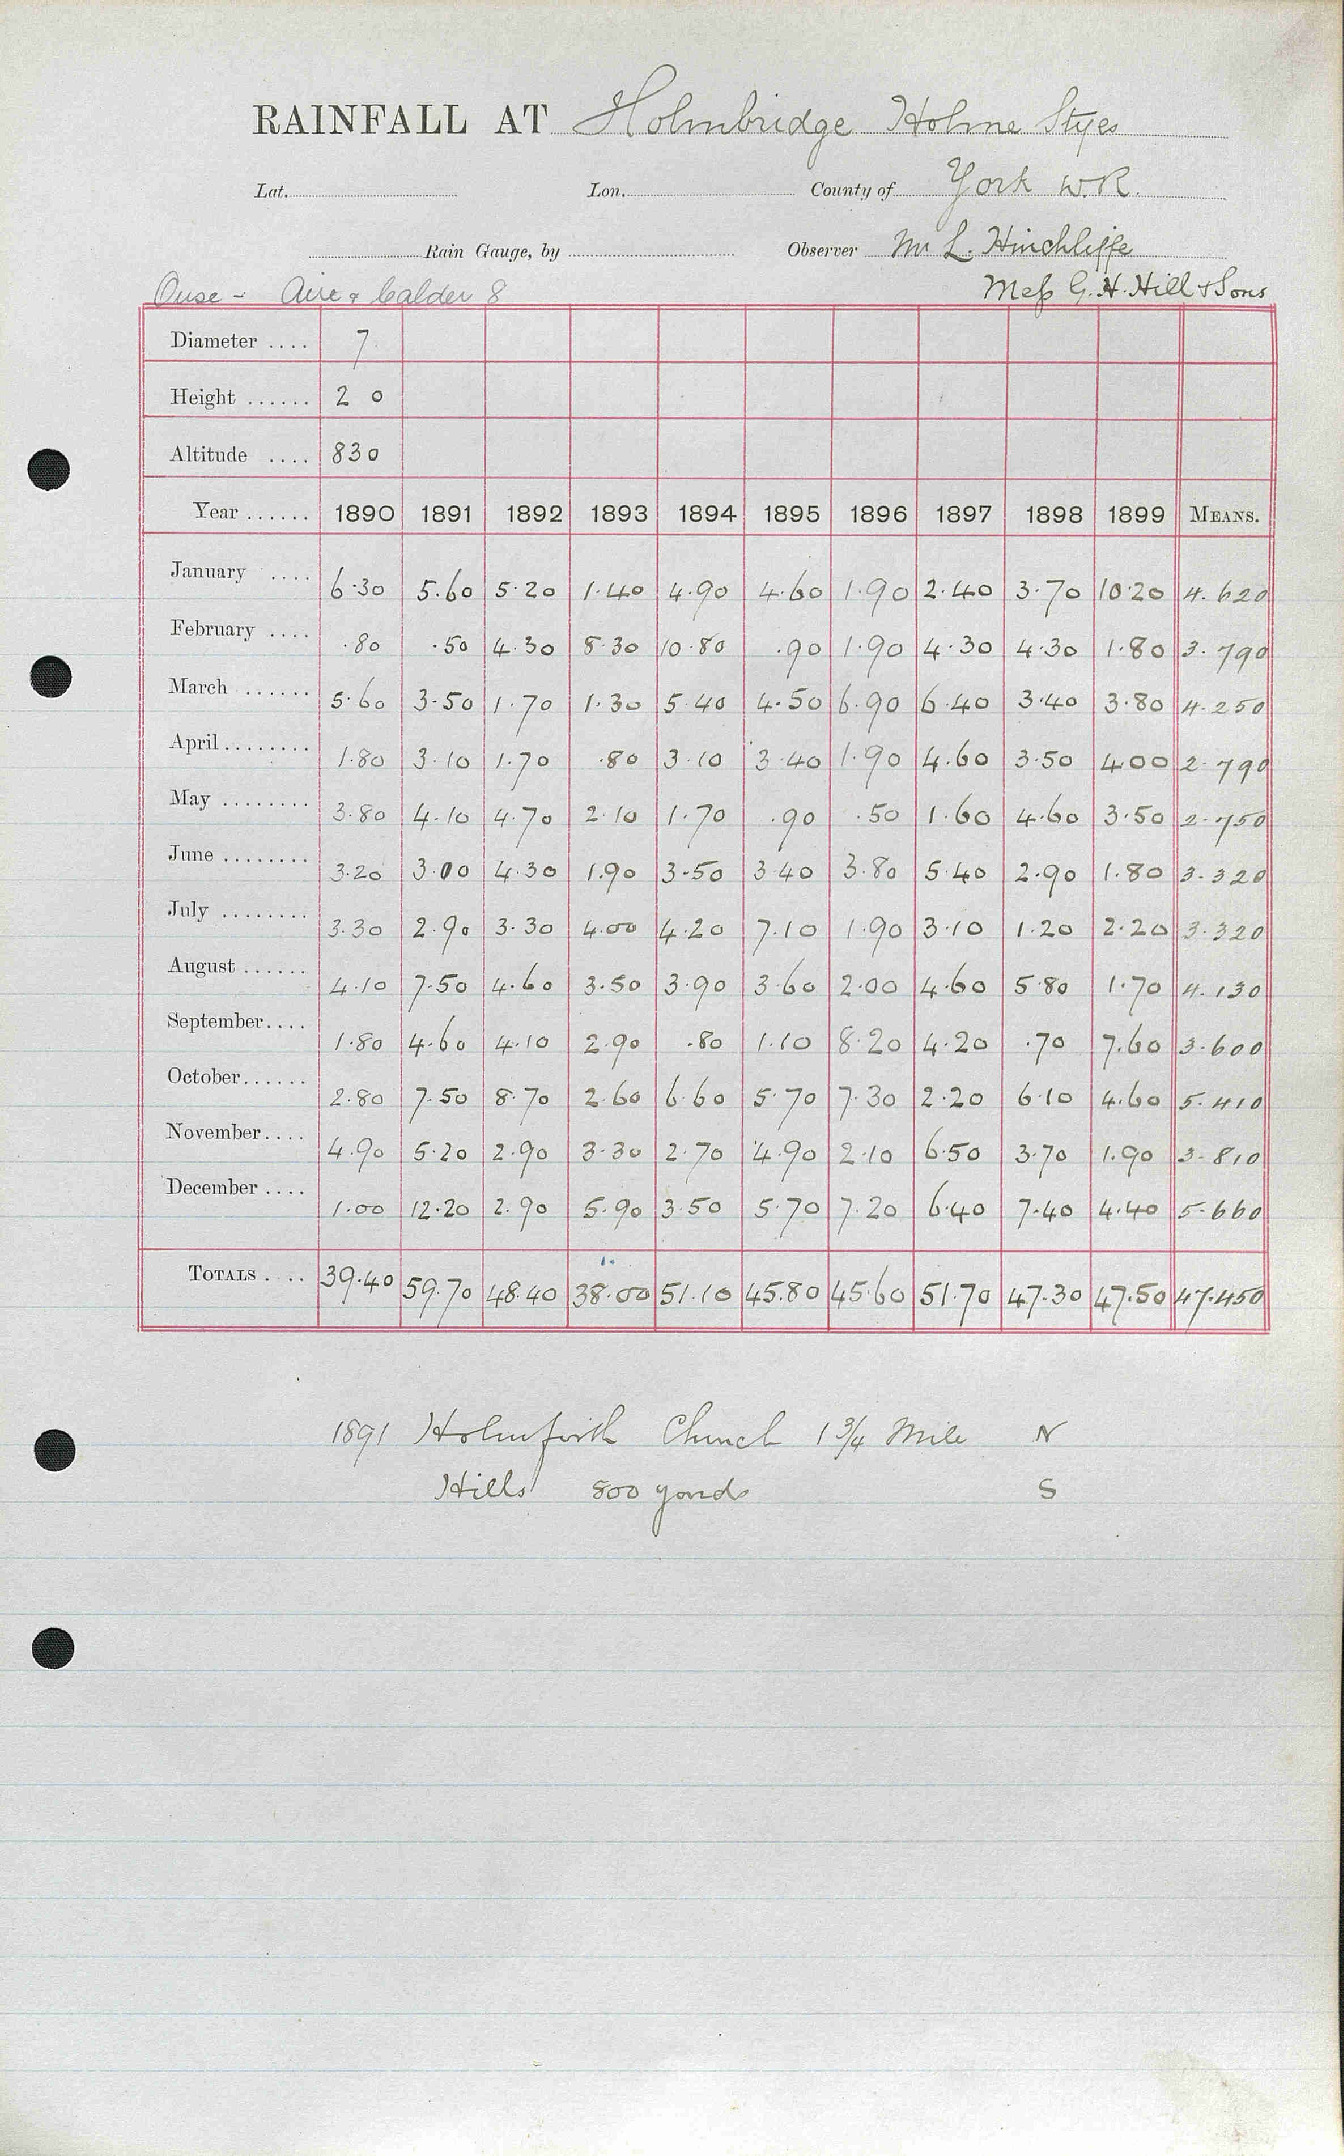 RAINFALL AT Holmbridge Holme Styes
Lat. Lon. County of York W.R.
Rain Gauge, by Observer Mr L. Hinchliffe
Ouse - Aire & Calder 8 Mess G. H. Hill & Sons
Diameter .... 7
Height ...... 2 0
Altitude .... 830
Year ...... 1890 1891 1892 1893 1894 1895 1896 1897 1898 1899 MEANS.
January .... 6.30 5.60 5.20 1.40 4.90 4.60 1.90 2.40 3.70 10.20 4.620
February .... .80 .50 4.30 8.30 10.80 .90 1.90 4.30 4.30 1.80 3.790
March ...... 5.60 3.50 1.70 1.30 5.40 4.50 6.90 6.40 3.40 3.80 4.250
April ........ 1.80 3.10 1.70 .80 3.10 3.40 1.90 4.60 3.50 4.00 2.790
May ........ 3.80 4.10 4.70 2.10 1.70 .90 .50 1.60 4.60 3.50 2.750
June ........ 3.20 3.00 4.30 1.90 3.50 3.40 3.80 5.40 2.90 1.80 3.320
July ........ 3.30 2.90 3.30 4.00 4.20 7.10 1.90 3.10 1.20 2.20 3.320
August ...... 4.10 7.50 4.60 3.50 3.90 3.60 2.00 4.60 5.80 1.70 4.130
September.... 1.80 4.60 4.10 2.90 .80 1.10 8.20 4.20 .70 7.60 3.600
October...... 2.80 7.50 8.70 2.60 6.60 5.70 7.30 2.20 6.10 4.60 5.410
November.... 4.90 5.20 2.90 3.30 2.70 4.90 2.10 6.50 3.70 1.90 3.810
December .... 1.00 12.20 2.90 5.90 3.50 5.70 7.20 6.40 7.40 4.40 5.660
TOTALS .... 39.40 59.70 48.40 38.00 51.10 45.80 45.60 51.70 47.30 47.50 47.450
1891 Holmfirth Church 1 3/4 Mile N
Hills 800 yards S